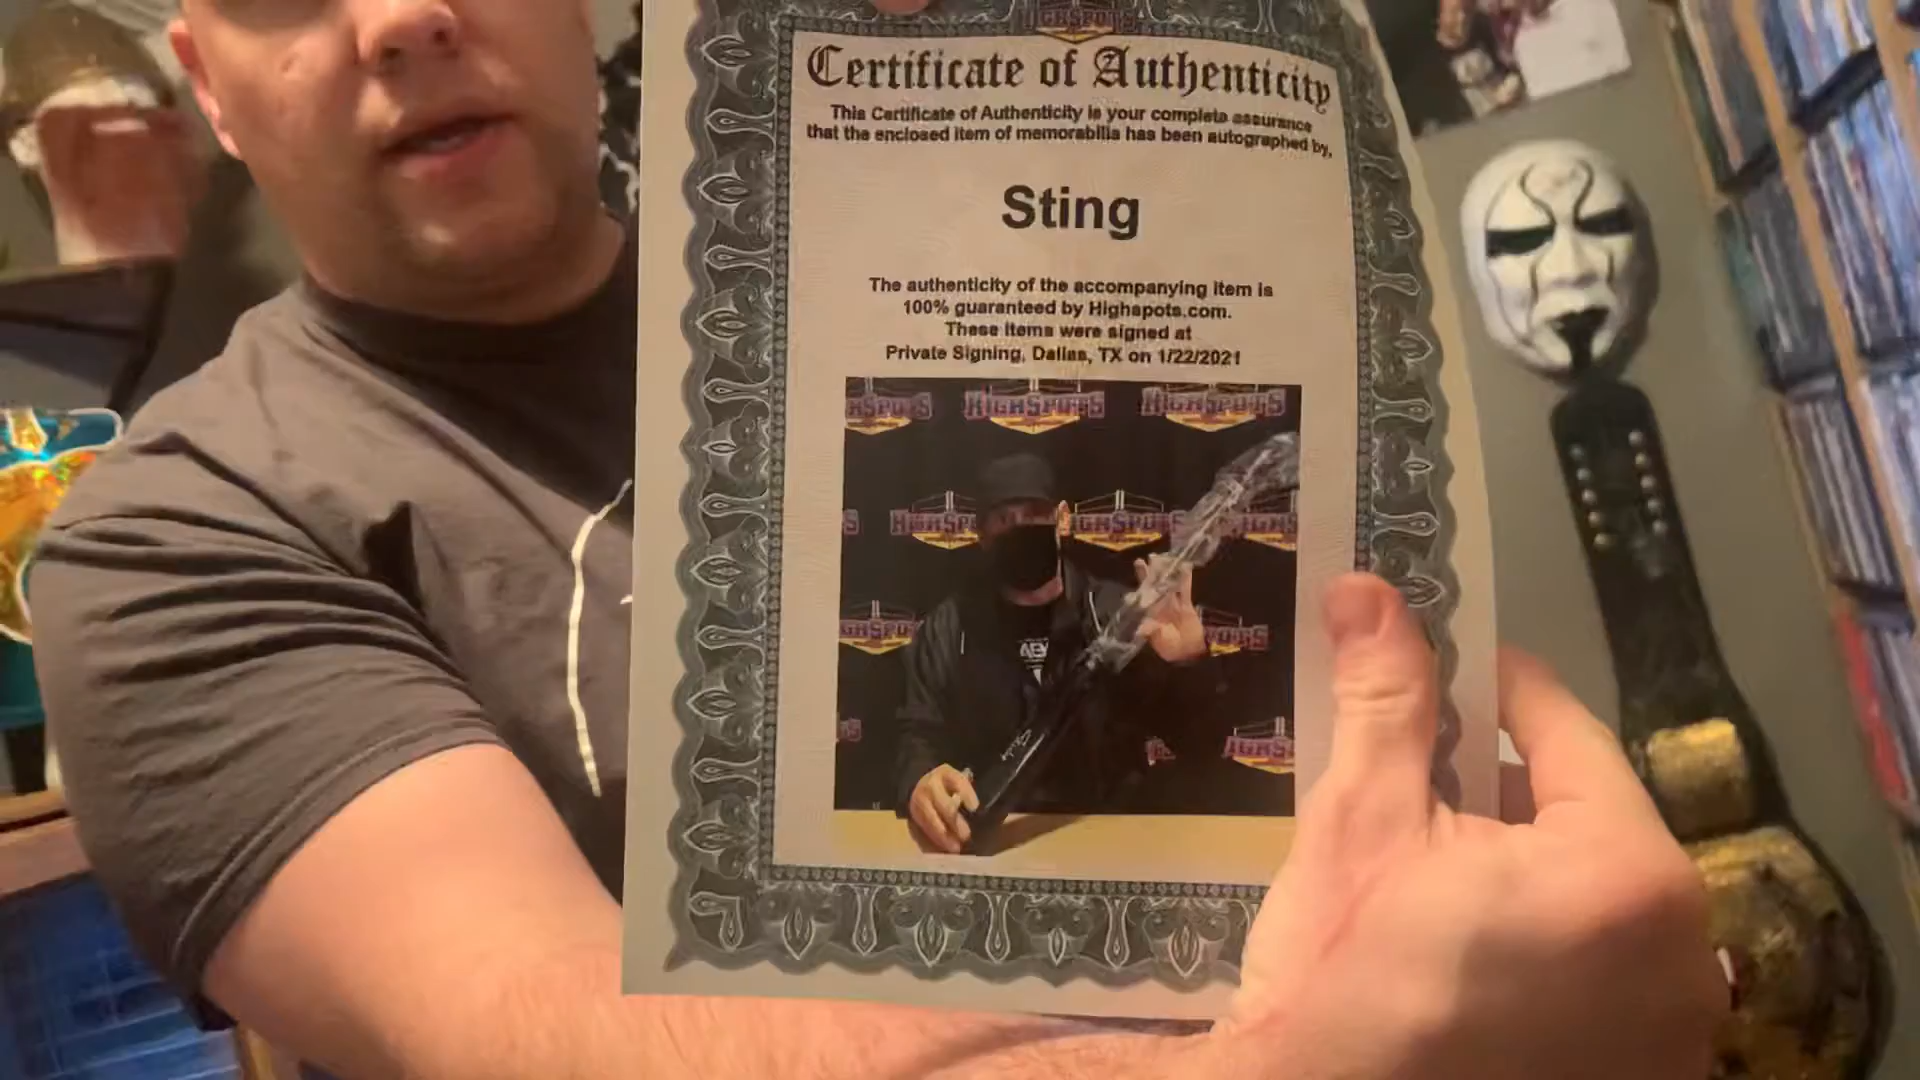 HIGHSPOTS
Certificate of Authenticity
This Certificate of Authenticity is your complete assurance
that the enclosed item of memorabilia has been autographed by,
Sting
The authenticity of the accompanying item is
100% guaranteed by Highspots.com.
These items were signed at
Private Signing, Dallas, TX on 1/22/2021
HIGHSPOTS HIGHSPOTS
AEW